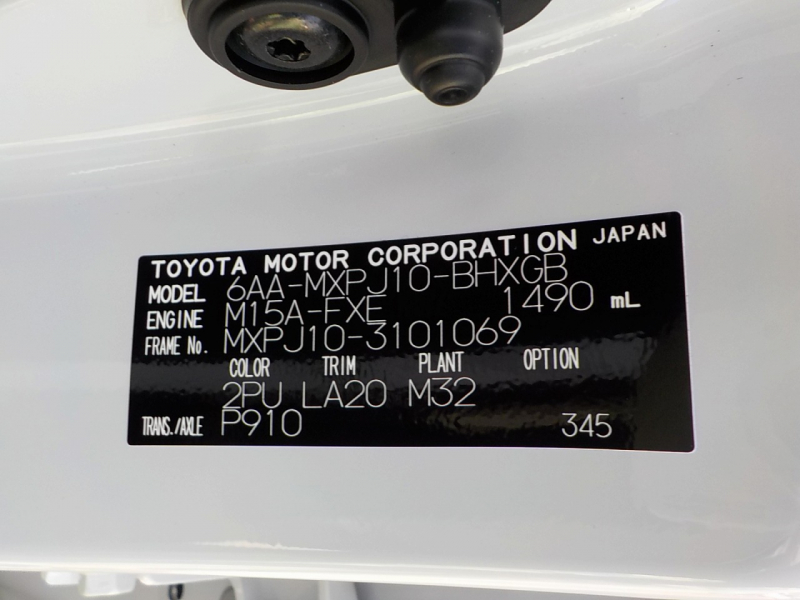 TOYOTA MOTOR CORPORATION JAPAN
MODEL 6AA-MXPJ10-BHXGB
ENGINE M15A-FXE 1490 mL
FRAME No. MXPJ10-3101069
COLOR TRIM PLANT OPTION
2PU LA20 M32
TRANS./AXLE P910 345